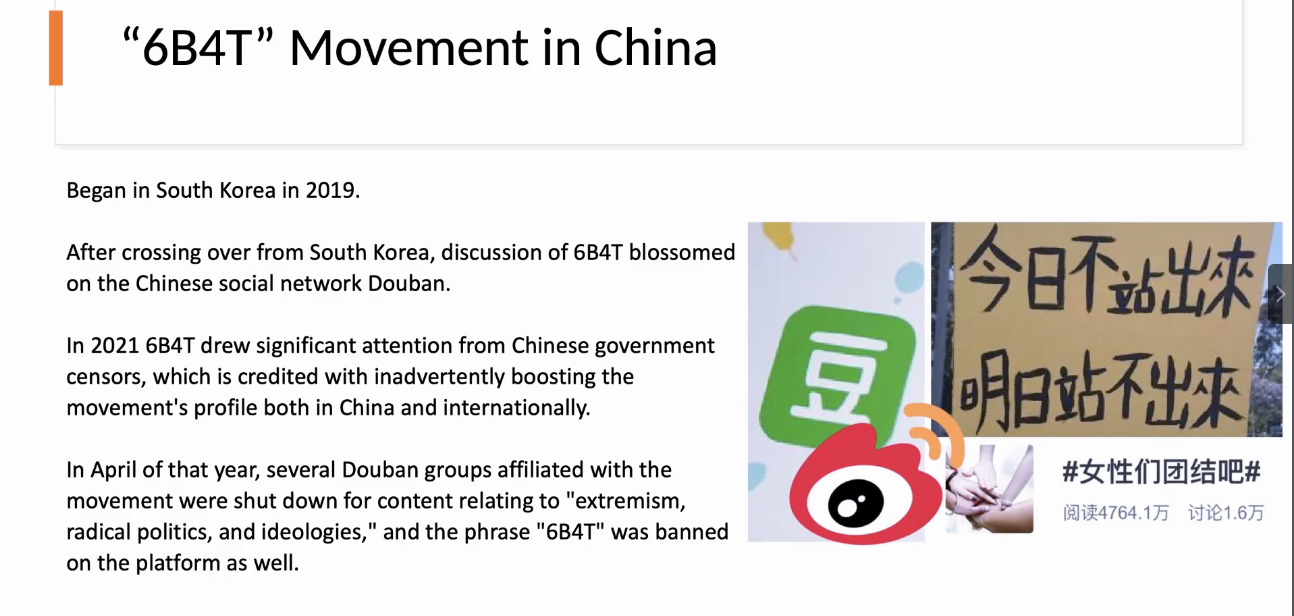 “6B4T” Movement in China
Began in South Korea in 2019.
After crossing over from South Korea, discussion of 6B4T blossomed
on the Chinese social network Douban.
In 2021 6B4T drew significant attention from Chinese government
censors, which is credited with inadvertently boosting the
movement's profile both in China and internationally.
In April of that year, several Douban groups affiliated with the
movement were shut down for content relating to "extremism,
radical politics, and ideologies," and the phrase "6B4T" was banned
on the platform as well.
豆
今日不站出來
明日站不出來
#女性们团结吧#
阅读4764.1万 讨论1.6万